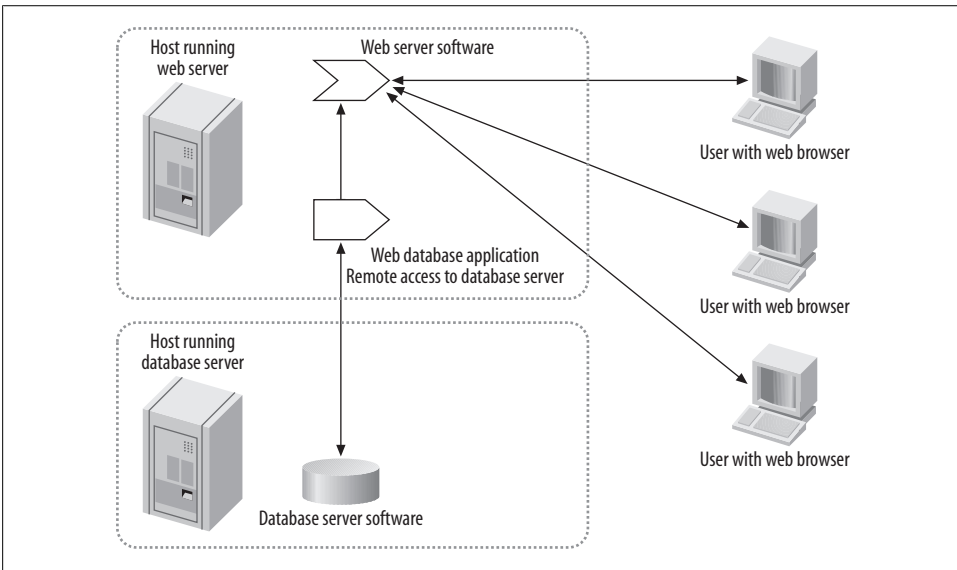 Host running
web server
Web server software
User with web browser
Web database application
Remote access to database server
User with web browser
Host running
database server
User with web browser
Database server software